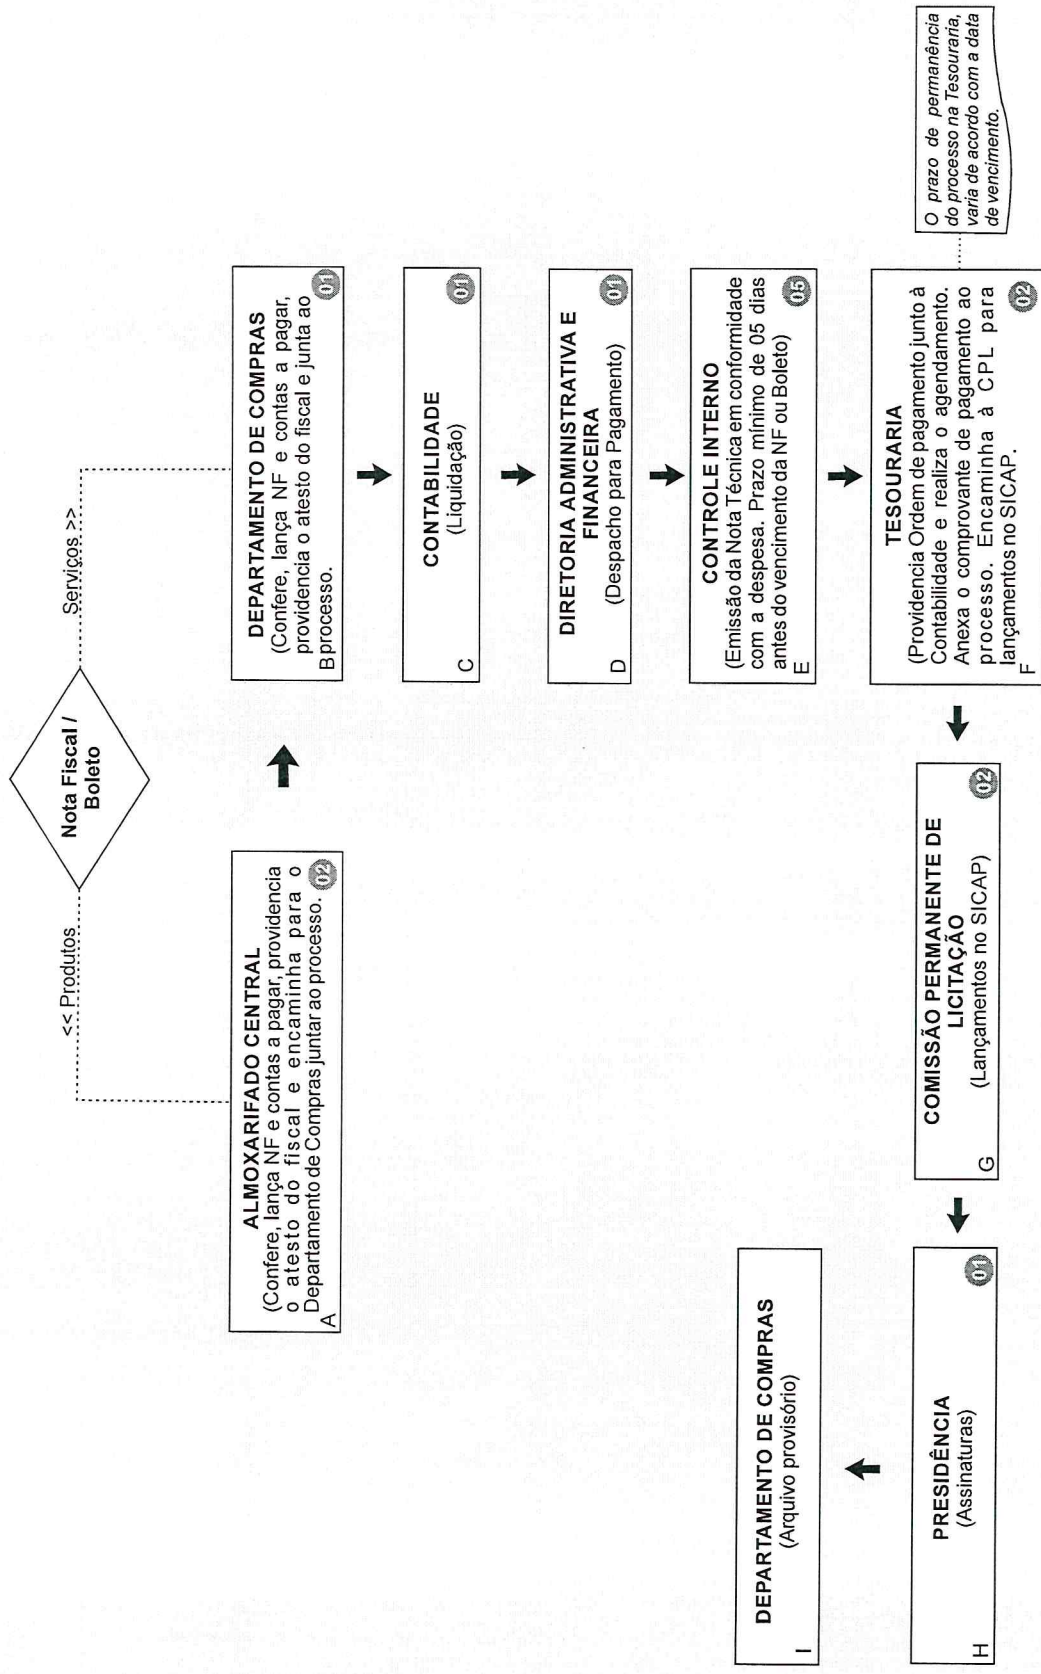 Nota Fiscal /
Boleto
<< Produtos
Serviços >>
ALMOXARIFADO CENTRAL
(Confere, lança NF e contas a pagar, providencia
o atesto do fiscal e encaminha para o
Departamento de Compras juntar ao processo.
A
02
DEPARTAMENTO DE COMPRAS
(Confere, lança NF e contas a pagar,
providencia o atesto do fiscal e junta ao
B processo.
01
CONTABILIDADE
(Liquidação)
C
01
DIRETORIA ADMINISTRATIVA E
FINANCEIRA
(Despacho para Pagamento)
D
01
CONTROLE INTERNO
(Emissão da Nota Técnica em conformidade
com a despesa. Prazo mínimo de 05 dias
antes do vencimento da NF ou Boleto)
E
05
TESOURARIA
(Providencia Ordem de pagamento junto à
Contabilidade e realiza o agendamento.
Anexa o comprovante de pagamento ao
processo. Encaminha à CPL para
lançamentos no SICAP.
F
02
O prazo de permanência
do processo na Tesouraria,
varia de acordo com a data
de vencimento.
COMISSÃO PERMANENTE DE
LICITAÇÃO
(Lançamentos no SICAP)
G
02
PRESIDÊNCIA
(Assinaturas)
H
01
DEPARTAMENTO DE COMPRAS
(Arquivo provisório)
I